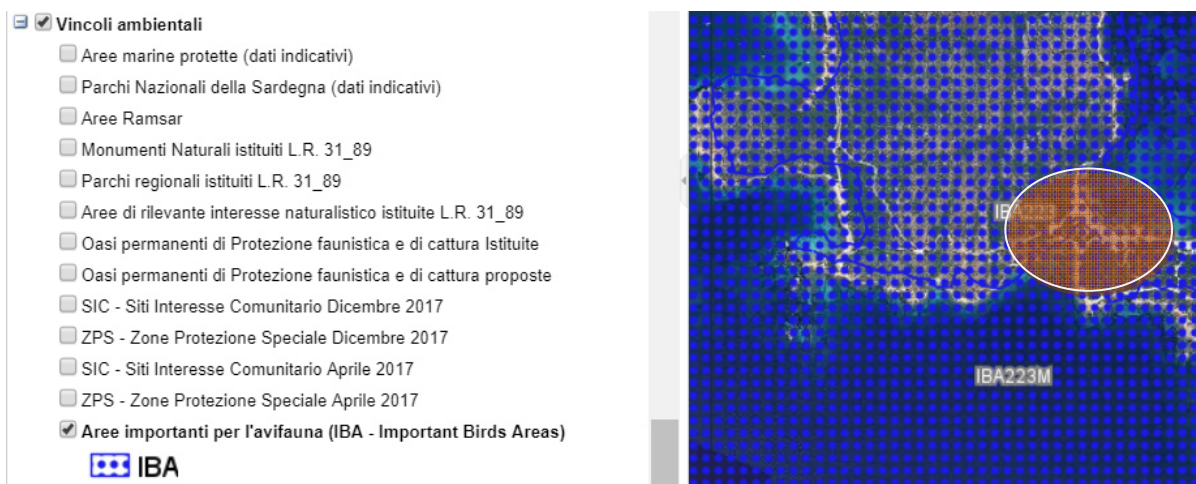 Vincoli ambientali
Aree marine protette (dati indicativi)
Parchi Nazionali della Sardegna (dati indicativi)
Aree Ramsar
Monumenti Naturali istituiti L.R. 31_89
Parchi regionali istituiti L.R. 31_89
Aree di rilevante interesse naturalistico istituite L.R. 31_89
Oasi permanenti di Protezione faunistica e di cattura Istituite
Oasi permanenti di Protezione faunistica e di cattura proposte
SIC - Siti Interesse Comunitario Dicembre 2017
ZPS - Zone Protezione Speciale Dicembre 2017
SIC - Siti Interesse Comunitario Aprile 2017
ZPS - Zone Protezione Speciale Aprile 2017
Aree importanti per l'avifauna (IBA - Important Birds Areas)
IBA
IBA223M